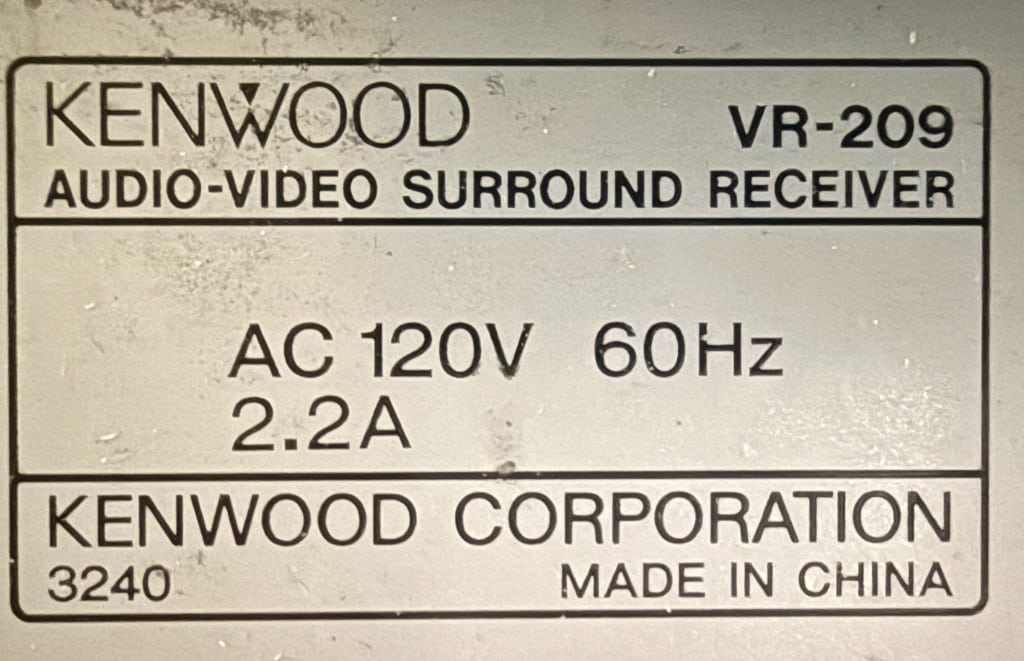 KENWOOD VR-209
AUDIO-VIDEO SURROUND RECEIVER
AC 120V 60Hz
2.2A
KENWOOD CORPORATION
3240 MADE IN CHINA